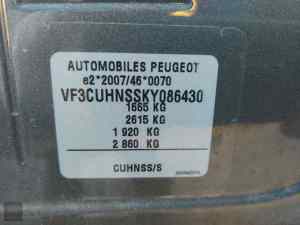 AUTOMOBILES PEUGEOT
e2*2007/46*0070
VF3CUHNSSKY086430
1665 KG
2615 KG
1 920 KG
2 860 KG
CUHNSS/S